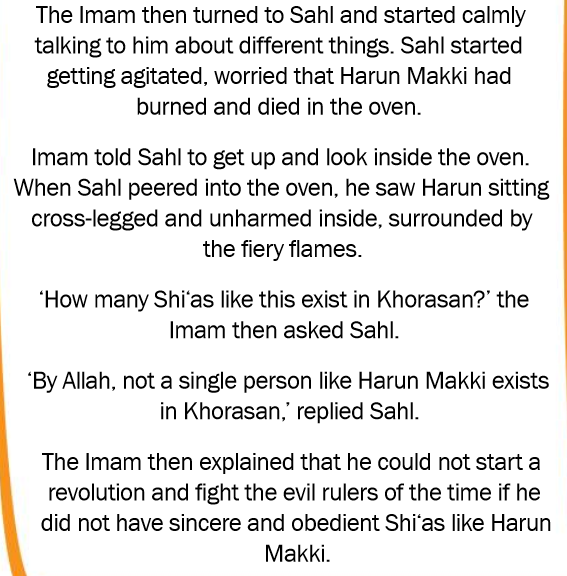 The Imam then turned to Sahl and started calmly
talking to him about different things. Sahl started
getting agitated, worried that Harun Makki had
burned and died in the oven.
Imam told Sahl to get up and look inside the oven.
When Sahl peered into the oven, he saw Harun sitting
cross-legged and unharmed inside, surrounded by
the fiery flames.
‘How many Shi‘as like this exist in Khorasan?’ the
Imam then asked Sahl.
‘By Allah, not a single person like Harun Makki exists
in Khorasan,’ replied Sahl.
The Imam then explained that he could not start a
revolution and fight the evil rulers of the time if he
did not have sincere and obedient Shi‘as like Harun
Makki.